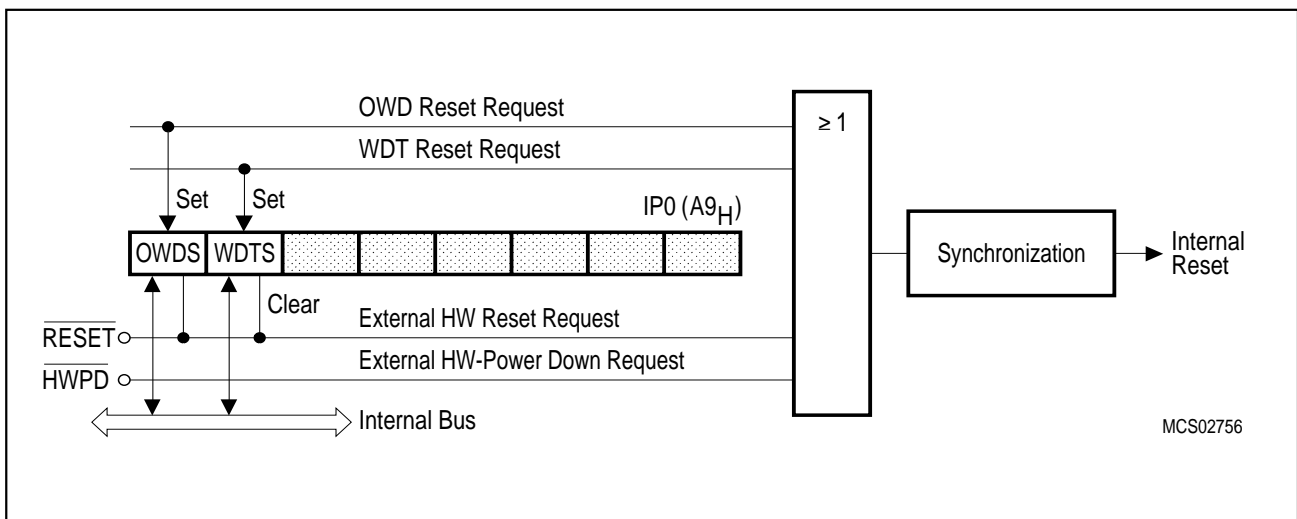 OWD Reset Request
≥ 1
WDT Reset Request
Set Set
IP0 (A9H)
OWDS WDTS
Synchronization
Internal
Reset
Clear
RESET
External HW Reset Request
HWPD
External HW-Power Down Request
Internal Bus
MCS02756